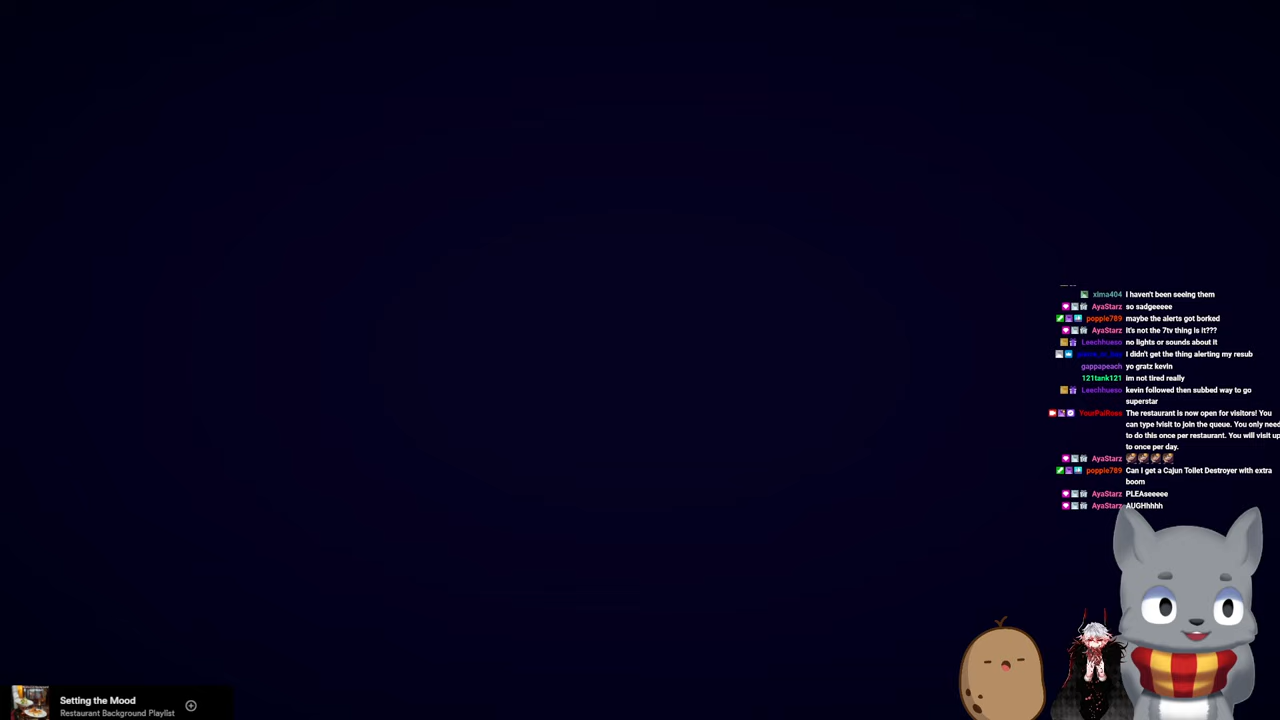 xlma404 I haven't been seeing them
AyaStarz so sadgeeeee
poppie789 maybe the alerts got borked
AyaStarz It's not the 7tv thing is it???
Leechhueso no lights or sounds about it
I didn't get the thing alerting my resub
gappapeach yo gratz kevin
121tank121 im not tired really
Leechhueso kevin followed then subbed way to go
superstar
YourPalRoss The restaurant is now open for visitors! You
can type !visit to join the queue. You only need
to do this once per restaurant. You will visit up
to once per day.
AyaStarz
poppie789 Can I get a Cajun Toilet Destroyer with extra
boom
AyaStarz PLEAseeeee
AyaStarz AUGHhhhh
Setting the Mood
Restaurant Background Playlist